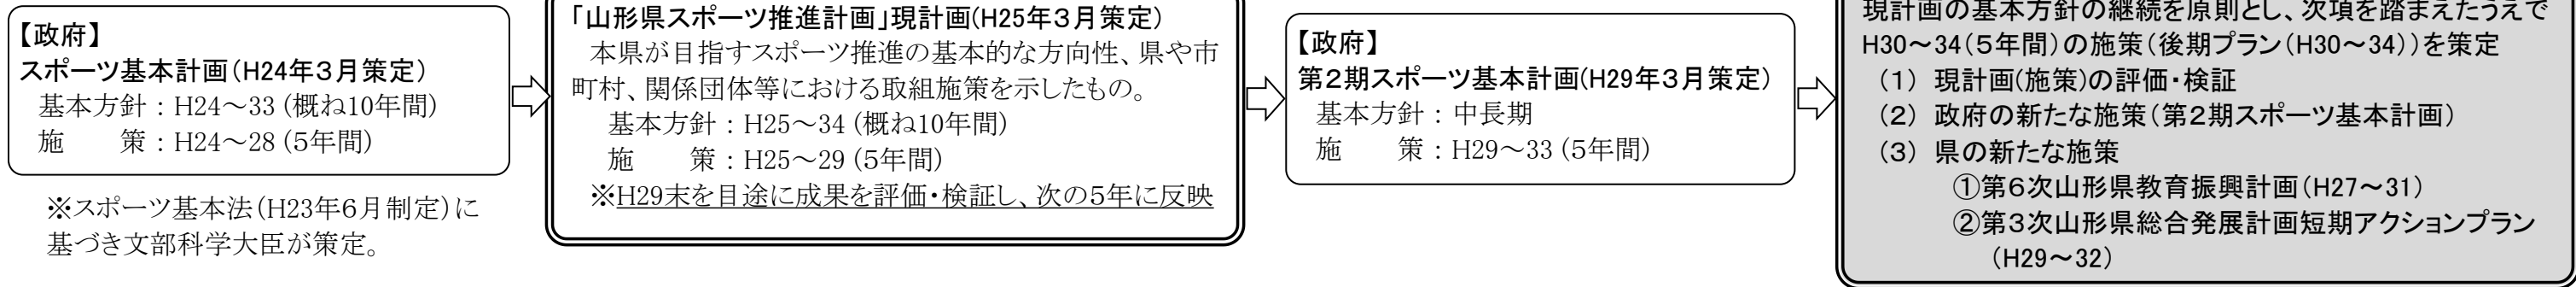 【政府】
スポーツ基本計画(H24年3月策定)
基本方針：H24～33 (概ね10年間)
施　　策：H24～28 (5年間)
※スポーツ基本法(H23年6月制定)に
基づき文部科学大臣が策定。
「山形県スポーツ推進計画」現計画(H25年3月策定)
本県が目指すスポーツ推進の基本的な方向性、県や市
町村、関係団体等における取組施策を示したもの。
基本方針：H25～34 (概ね10年間)
施　　策：H25～29 (5年間)
※H29末を目途に成果を評価・検証し、次の5年に反映
【政府】
第2期スポーツ基本計画(H29年3月策定)
基本方針：中長期
施　　策：H29～33 (5年間)
現計画の基本方針の継続を原則とし、次項を踏まえたうえで
H30～34(5年間)の施策(後期プラン(H30～34))を策定
(1) 現計画(施策)の評価・検証
(2) 政府の新たな施策(第2期スポーツ基本計画)
(3) 県の新たな施策
①第6次山形県教育振興計画(H27～31)
②第3次山形県総合発展計画短期アクションプラン
(H29～32)